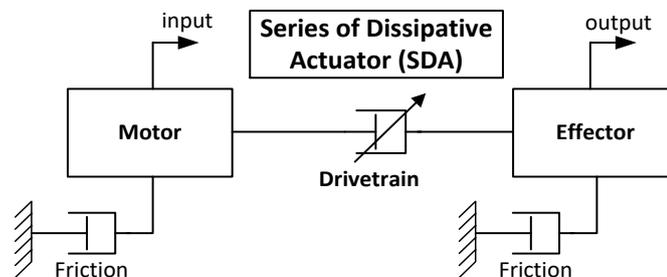 input
Series of Dissipative
Actuator (SDA)
output
Motor
Effector
Drivetrain
Friction
Friction